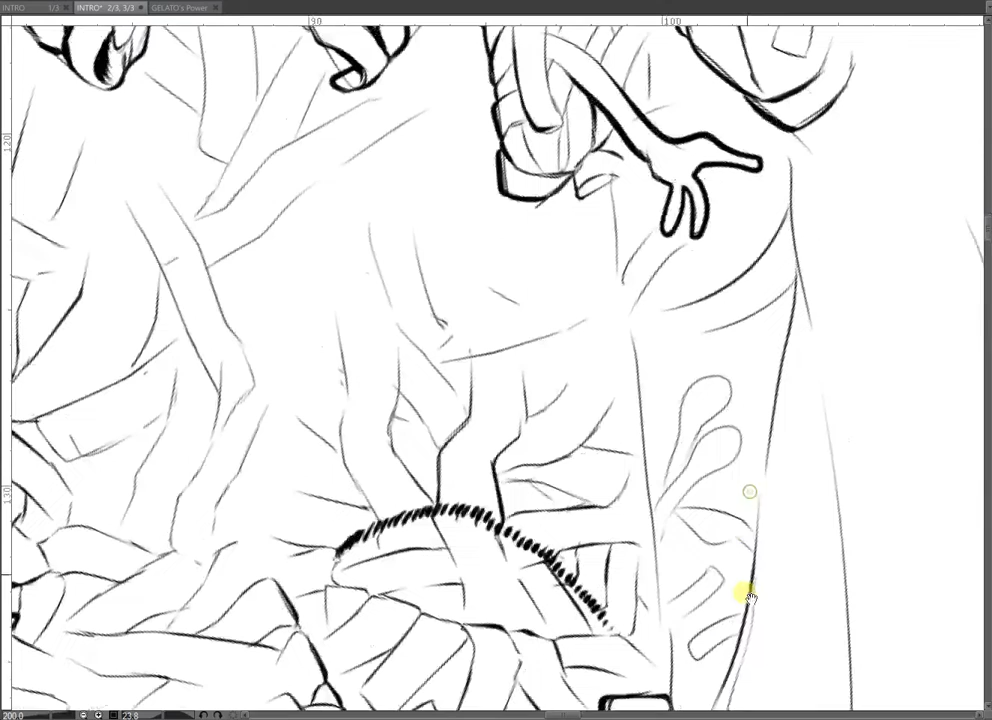 INTRO 1/3 INTRO* 2/3, 3/3 GELATO's Power
90 100
120
130
200.0 23.8